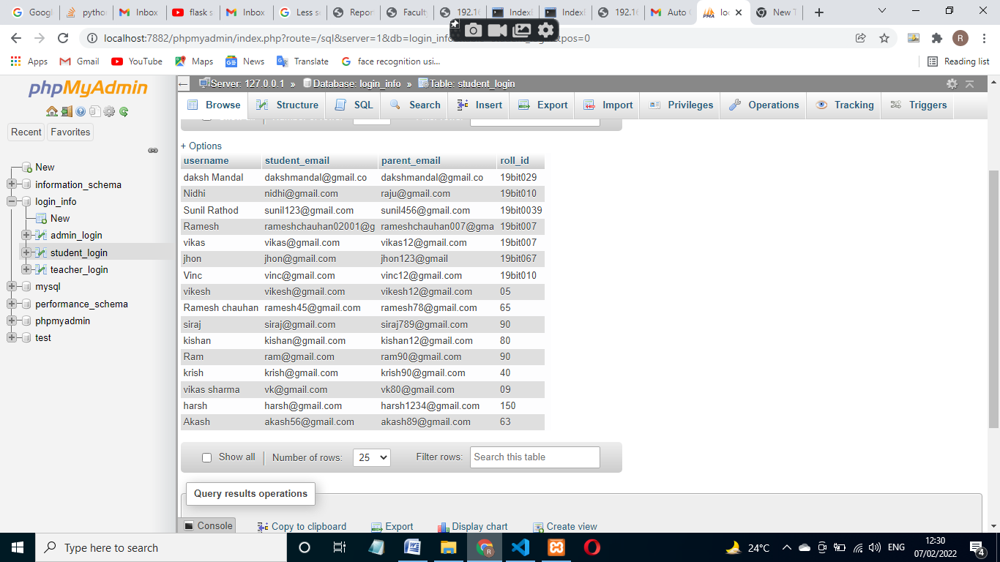 Googl
pythor
Inbox
flask s
Inbox
Less se
Report
Facult
192.16
Index
Index
192.16
Auto G
loc
New T
localhost:7882/phpmyadmin/index.php?route=/sql&server=1&db=login_info
&pos=0
R
Apps
Gmail
YouTube
Maps
News
Translate
face recognition usi...
Reading list
phpMyAdmin
Recent
Favorites
New
information_schema
login_info
New
admin_login
student_login
teacher_login
mysql
performance_schema
phpmyadmin
test
Server: 127.0.0.1 » Database: login_info » Table: student_login
Browse Structure SQL Search Insert Export Import Privileges Operations Tracking Triggers
+ Options
username student_email parent_email roll_id
daksh Mandal dakshmandal@gmail.co dakshmandal@gmail.co 19bit029
Nidhi nidhi@gmail.com raju@gmail.com 19bit010
Sunil Rathod sunil123@gmail.com sunil456@gmail.com 19bit0039
Ramesh rameshchauhan02001@g rameshchauhan007@gma 19bit007
vikas vikas@gmail.com vikas12@gmail.com 19bit007
jhon jhon@gmail.com jhon123@gmail 19bit067
Vinc vinc@gmail.com vinc12@gmail.com 19bit010
vikesh vikesh@gmail.com vikesh12@gmail.com 05
Ramesh chauhan ramesh45@gmail.com ramesh78@gmail.com 65
siraj siraj@gmail.com siraj789@gmail.com 90
kishan kishan@gmail.com kishan12@gmail.com 80
Ram ram@gmail.com ram90@gmail.com 90
krish krish@gmail.com krish90@gmail.com 40
vikas sharma vk@gmail.com vk80@gmail.com 09
harsh harsh@gmail.com harsh1234@gmail.com 150
Akash akash56@gmail.com akash89@gmail.com 63
Show all Number of rows: 25 Filter rows: Search this table
Query results operations
Console
Copy to clipboard Export Display chart Create view
Type here to search
24°C
ENG
12:30
07/02/2022
4